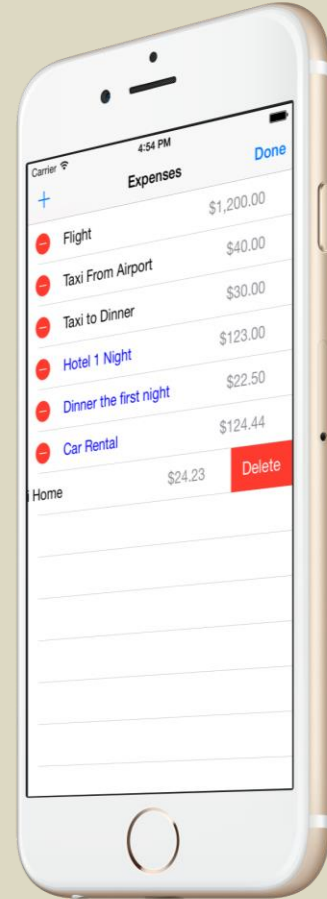 Carrier 4:54 PM
+ Expenses Done
Flight $1,200.00
Taxi From Airport $40.00
Taxi to Dinner $30.00
Hotel 1 Night $123.00
Dinner the first night $22.50
Car Rental $124.44
i Home $24.23 Delete